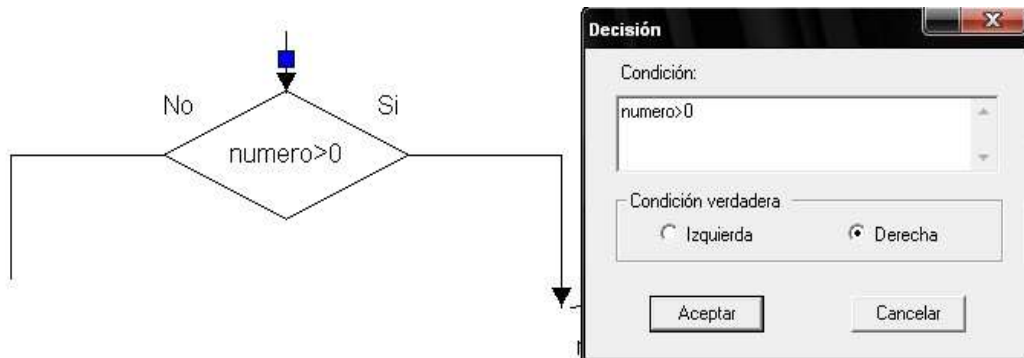 No
Si
numero>0
Decisión
Condición:
numero>0
Condición verdadera
Izquierda
Derecha
Aceptar
Cancelar